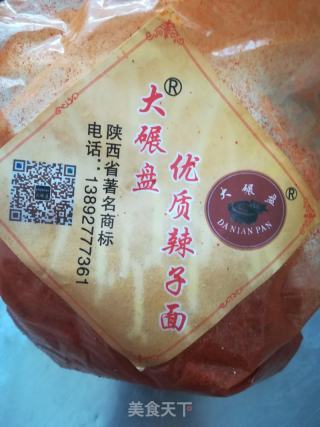 大碾盘®
优质辣子面
陕西省著名商标
电话：13892777361
大碾盘®
DA NIAN PAN
美食天下